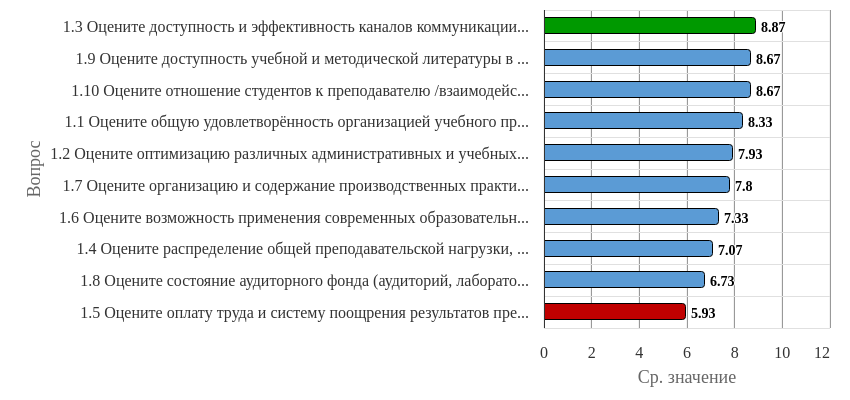 1.3 Оцените доступность и эффективность каналов коммуникации... 8.87
1.9 Оцените доступность учебной и методической литературы в ... 8.67
1.10 Оцените отношение студентов к преподавателю /взаимодейс... 8.67
1.1 Оцените общую удовлетворённость организацией учебного пр... 8.33
1.2 Оцените оптимизацию различных административных и учебных... 7.93
1.7 Оцените организацию и содержание производственных практи... 7.8
1.6 Оцените возможность применения современных образовательн... 7.33
1.4 Оцените распределение общей преподавательской нагрузки, ... 7.07
1.8 Оцените состояние аудиторного фонда (аудиторий, лаборато... 6.73
1.5 Оцените оплату труда и систему поощрения результатов пре... 5.93
Вопрос
0 2 4 6 8 10 12
Ср. значение